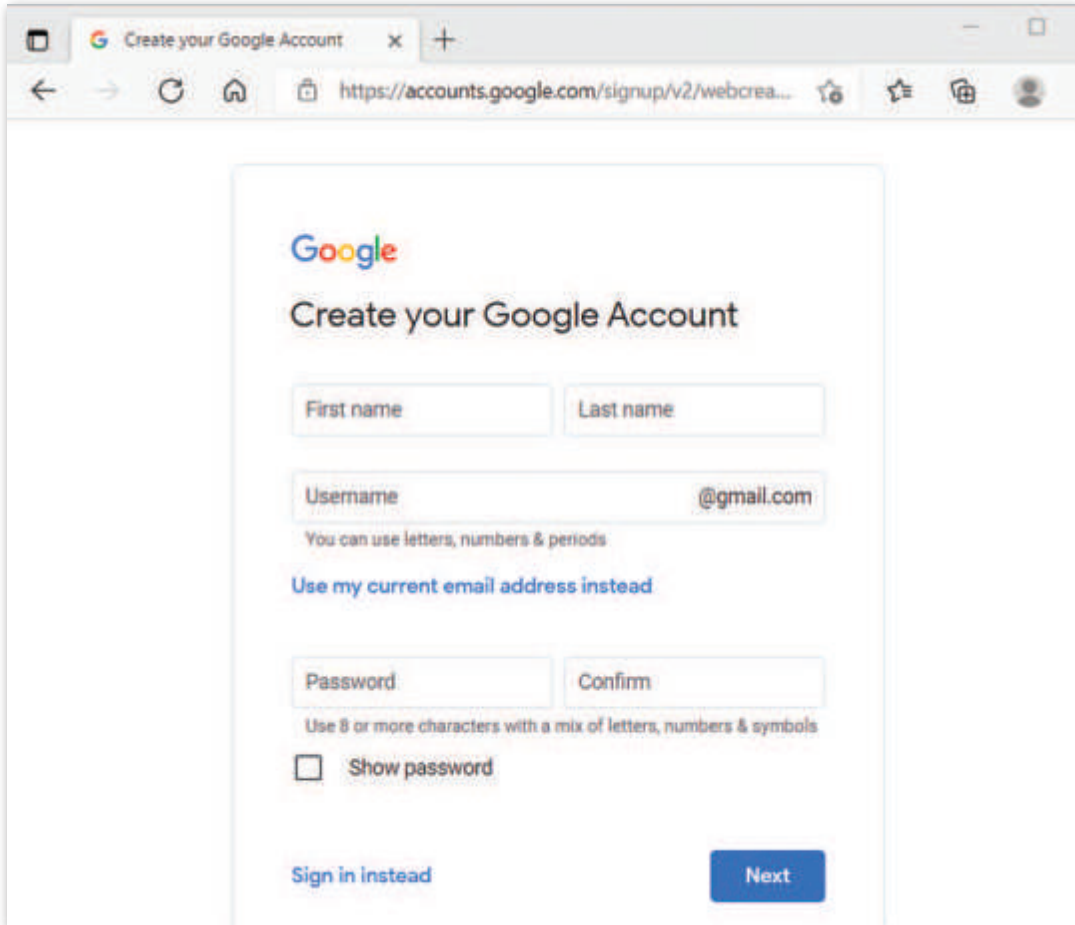 Create your Google Account
https://accounts.google.com/signup/v2/webcrea...
Google
Create your Google Account
First name Last name
Username @gmail.com
You can use letters, numbers & periods
Use my current email address instead
Password Confirm
Use 8 or more characters with a mix of letters, numbers & symbols
Show password
Sign in instead Next